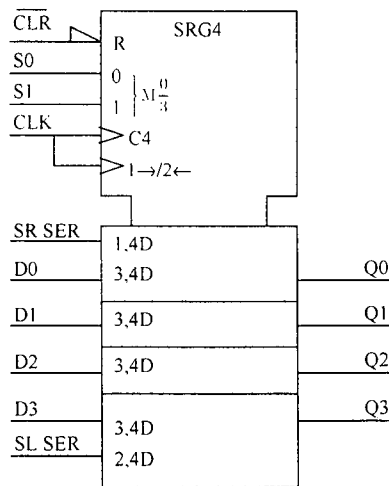 CLR SRG4
R
S0 0
S1 1 } M 0/3
CLK C4
1→/2←
SR SER 1,4D
D0 3,4D Q0
D1 3,4D Q1
D2 3,4D Q2
D3 3,4D Q3
SL SER 2,4D